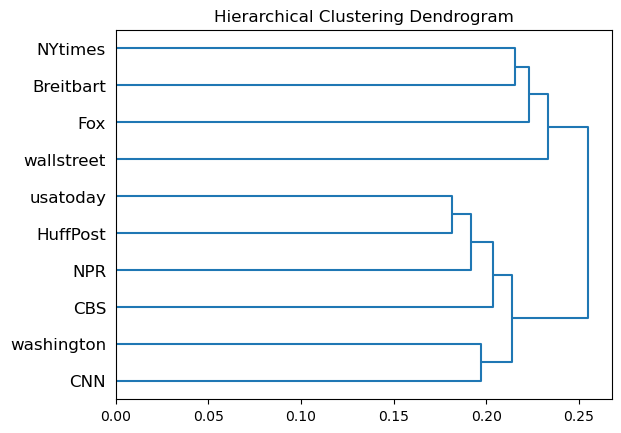 Hierarchical Clustering Dendrogram
NYtimes
Breitbart
Fox
wallstreet
usatoday
HuffPost
NPR
CBS
washington
CNN
0.00 0.05 0.10 0.15 0.20 0.25